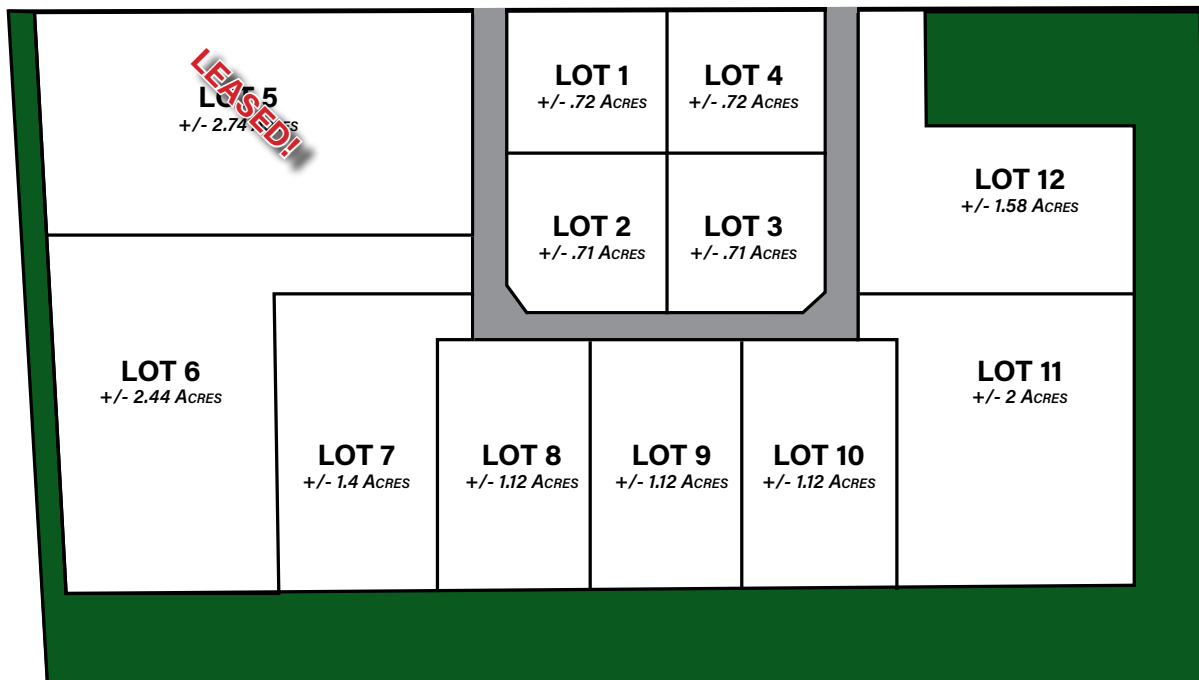 LOT 1
+/- .72 ACRES
LOT 4
+/- .72 ACRES
LEASED!
LOT 5
+/- 2.74
LOT 12
+/- 1.58 ACRES
LOT 2
+/- .71 ACRES
LOT 3
+/- .71 ACRES
LOT 6
+/- 2.44 ACRES
LOT 11
+/- 2 ACRES
LOT 7
+/- 1.4 ACRES
LOT 8
+/- 1.12 ACRES
LOT 9
+/- 1.12 ACRES
LOT 10
+/- 1.12 ACRES